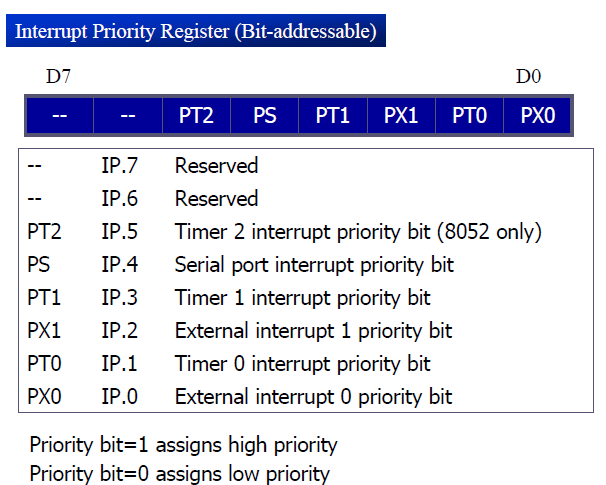 Interrupt Priority Register (Bit-addressable)
D7 D0
-- -- PT2 PS PT1 PX1 PT0 PX0
-- IP.7 Reserved
-- IP.6 Reserved
PT2 IP.5 Timer 2 interrupt priority bit (8052 only)
PS IP.4 Serial port interrupt priority bit
PT1 IP.3 Timer 1 interrupt priority bit
PX1 IP.2 External interrupt 1 priority bit
PT0 IP.1 Timer 0 interrupt priority bit
PX0 IP.0 External interrupt 0 priority bit
Priority bit=1 assigns high priority
Priority bit=0 assigns low priority